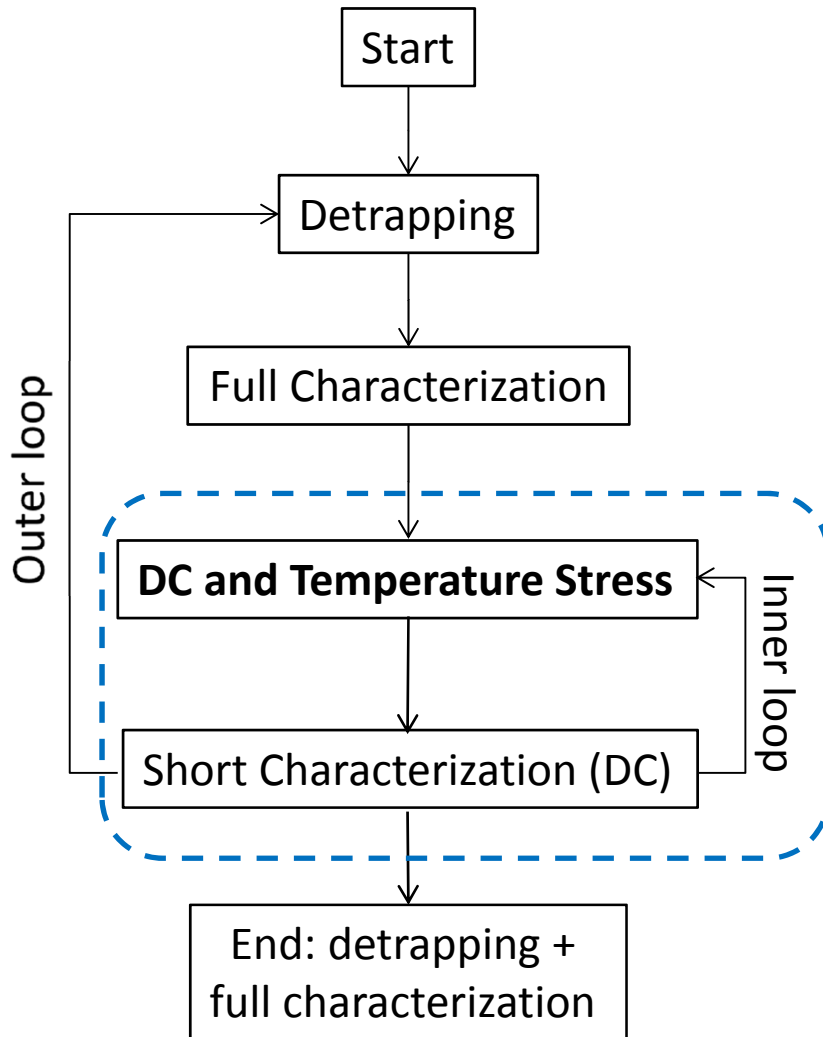 Start
Detrapping
Full Characterization
Outer loop
DC and Temperature Stress
Inner loop
Short Characterization (DC)
End: detrapping +
full characterization